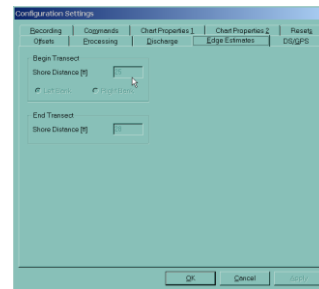 Configuration Settings
Recording Commands Chart Properties 1 Chart Properties 2 Reset
Offsets Processing Discharge Edge Estimates DS/GPS
Begin Transect
Shore Distance [ft]
Left Bank Right Bank
End Transect
Shore Distance [ft]
OK Cancel Apply